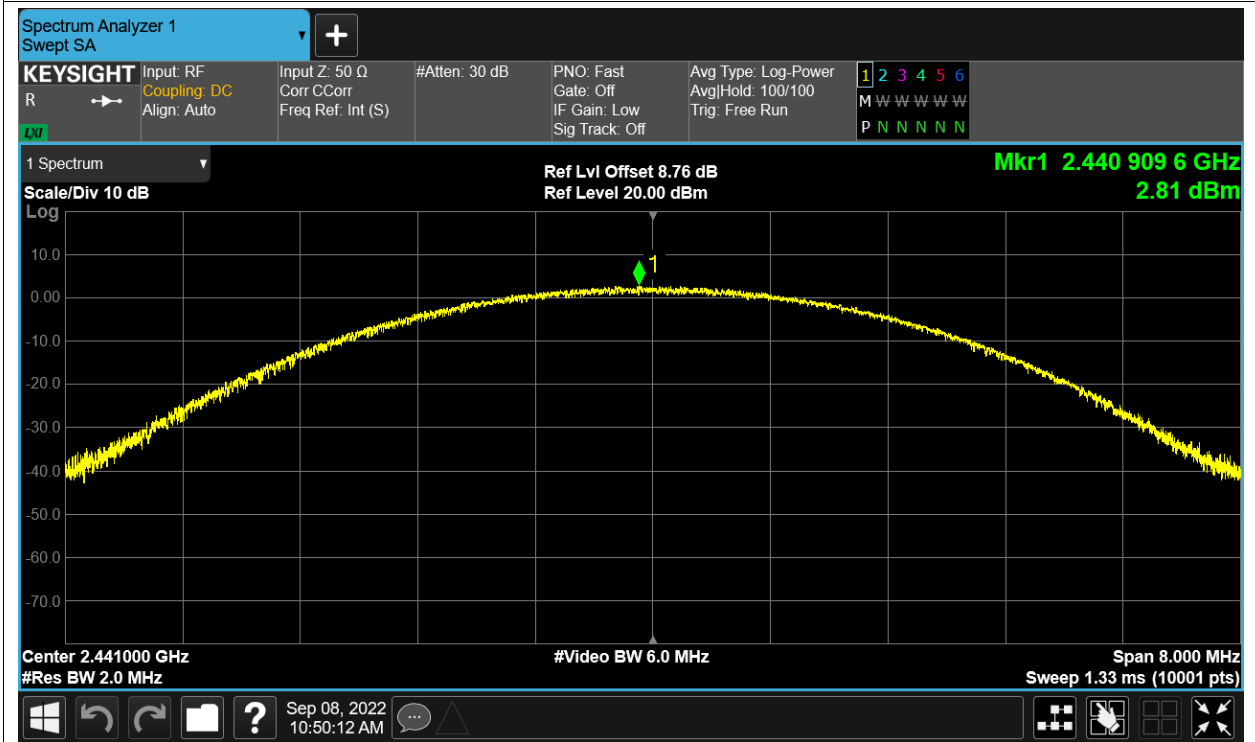 Spectrum Analyzer 1
Swept SA
+
KEYSIGHT
R
LXI
Input: RF
Coupling: DC
Align: Auto
Input Z: 50 Ω
Corr CCorr
Freq Ref: Int (S)
#Atten: 30 dB
PNO: Fast
Gate: Off
IF Gain: Low
Sig Track: Off
Avg Type: Log-Power
Avg|Hold: 100/100
Trig: Free Run
1 2 3 4 5 6
M W W W W W
P N N N N N
1 Spectrum
Scale/Div 10 dB
Log
Ref Lvl Offset 8.76 dB
Ref Level 20.00 dBm
Mkr1 2.440 909 6 GHz
2.81 dBm
1
10.0
0.00
-10.0
-20.0
-30.0
-40.0
-50.0
-60.0
-70.0
Center 2.441000 GHz
#Res BW 2.0 MHz
#Video BW 6.0 MHz
Span 8.000 MHz
Sweep 1.33 ms (10001 pts)
?
Sep 08, 2022
10:50:12 AM